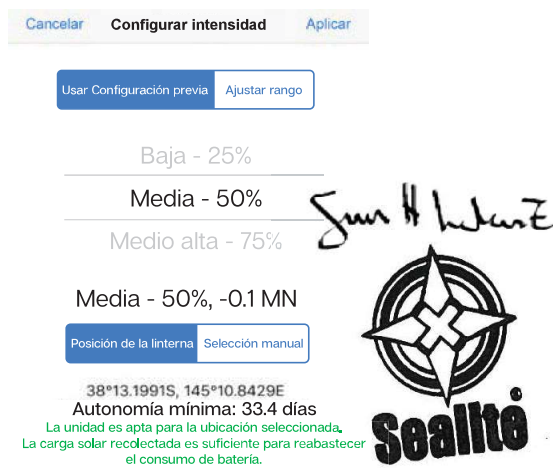 Cancelar Configurar intensidad Aplicar
Usar Configuración previa Ajustar rango
Baja - 25%
Media - 50%
Medio alta - 75%
Media - 50%, -0.1 MN
Posición de la linterna Selección manual
38°13.1991S, 145°10.8429E
Autonomía mínima: 33.4 días
La unidad es apta para la ubicación seleccionada.
La carga solar recolectada es suficiente para reabastecer
el consumo de batería.
Sealite